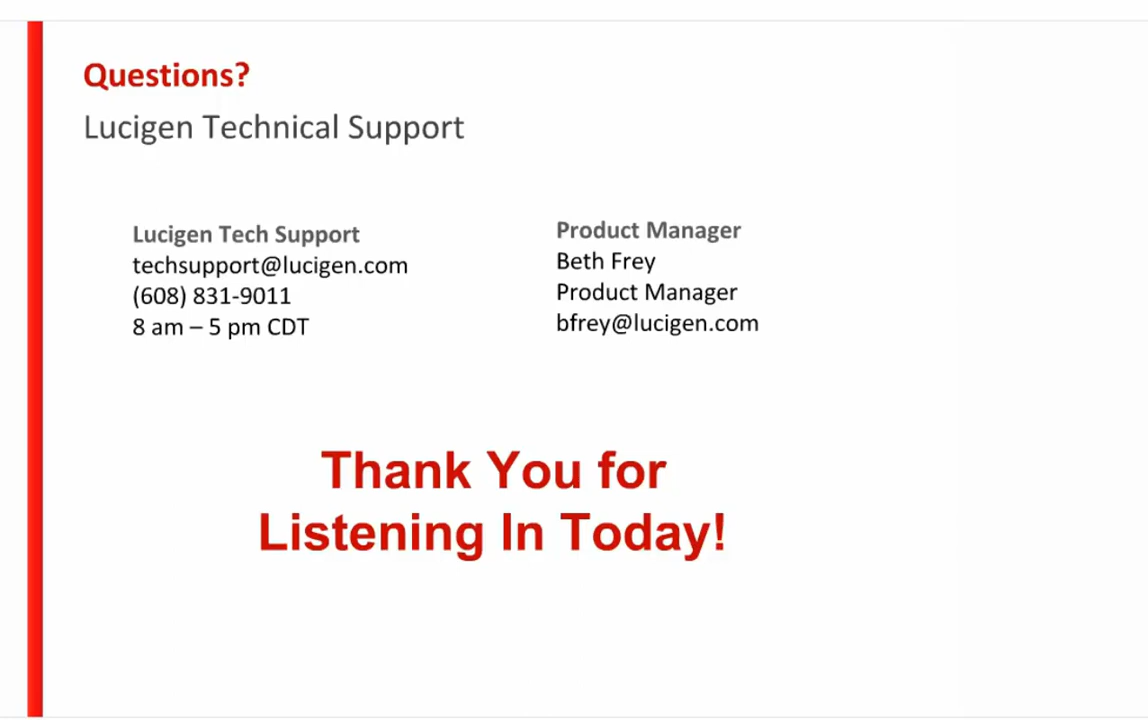 Questions?
Lucigen Technical Support
Lucigen Tech Support
techsupport@lucigen.com
(608) 831-9011
8 am – 5 pm CDT
Product Manager
Beth Frey
Product Manager
bfrey@lucigen.com
Thank You for
Listening In Today!